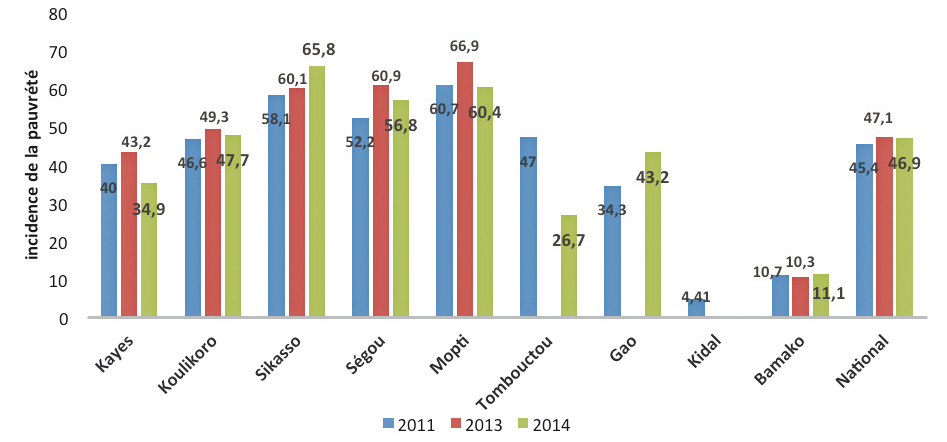 incidence de la pauvrété
80
70
60
50
40
30
20
10
0
40
43,2
34,9
46,6
49,3
47,7
58,1
60,1
65,8
52,2
60,9
56,8
60,7
66,9
60,4
47
26,7
34,3
43,2
4,41
10,7
10,3
11,1
45,4
47,1
46,9
Kayes
Koulikoro
Sikasso
Ségou
Mopti
Tombouctou
Gao
Kidal
Bamako
National
2011 2013 2014